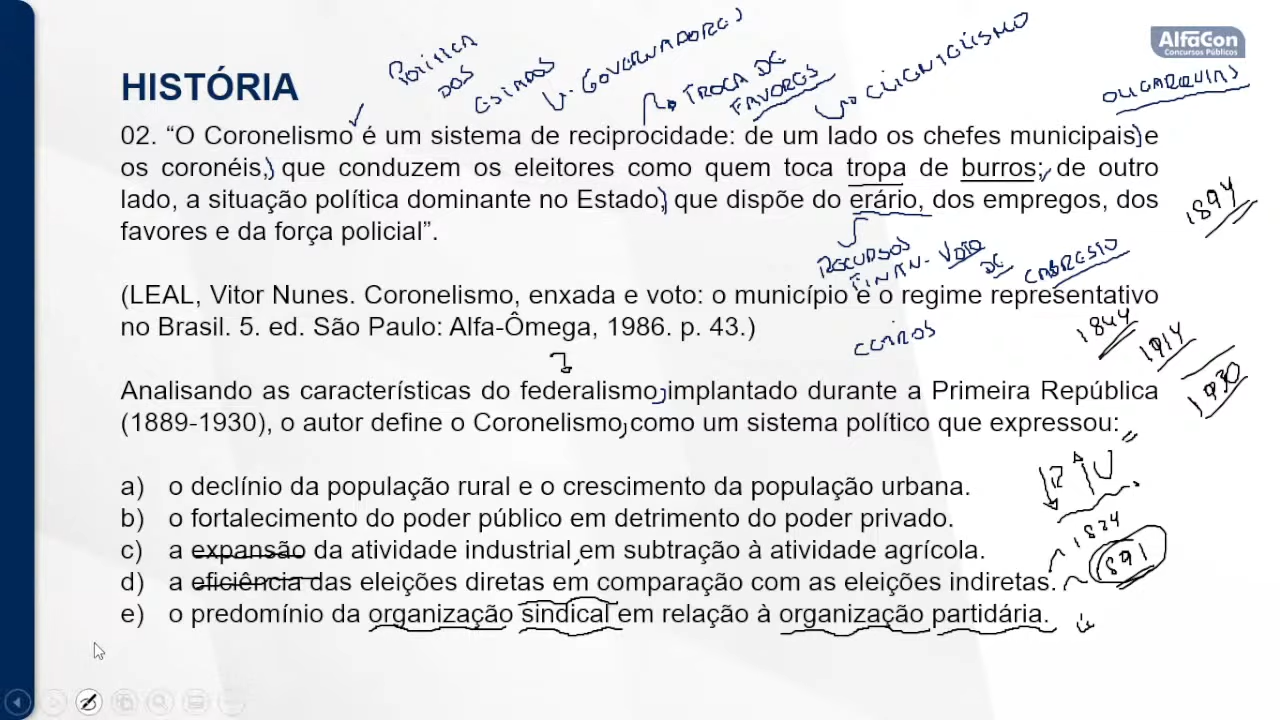 AlfaCon
Concursos Públicos
POLÍTICA
DOS
ESTADOS
GOVERNADORES
TROCA DE
FAVORES
CLIENTELISMO
OLIGARQUIAS
HISTÓRIA
02. “O Coronelismo é um sistema de reciprocidade: de um lado os chefes municipais e
os coronéis, que conduzem os eleitores como quem toca tropa de burros; de outro
lado, a situação política dominante no Estado, que dispõe do erário, dos empregos, dos
favores e da força policial”.
1894
RECURSOS
FINAN-
VOTO
DE
CABRESTO
(LEAL, Vitor Nunes. Coronelismo, enxada e voto: o município e o regime representativo
no Brasil. 5. ed. São Paulo: Alfa-Ômega, 1986. p. 43.)
1844
1914
1930
Analisando as características do federalismo implantado durante a Primeira República
(1889-1930), o autor define o Coronelismo como um sistema político que expressou:
R U
a) o declínio da população rural e o crescimento da população urbana.
b) o fortalecimento do poder público em detrimento do poder privado.
1824
c) a expansão da atividade industrial em subtração à atividade agrícola.
1891
d) a eficiência das eleições diretas em comparação com as eleições indiretas.
e) o predomínio da organização sindical em relação à organização partidária.